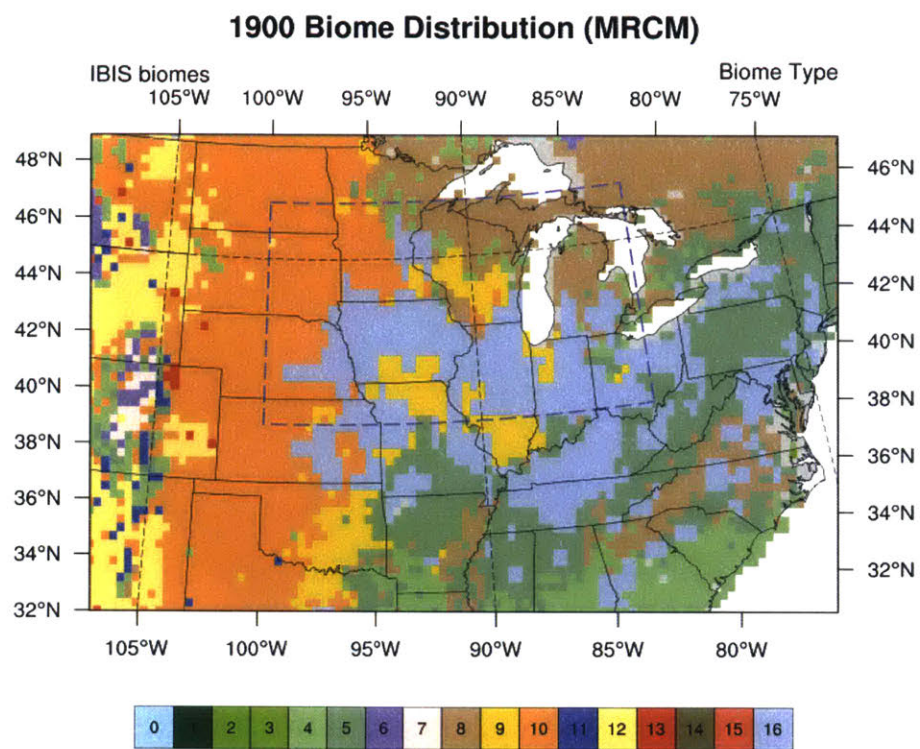 1900 Biome Distribution (MRCM)
IBIS biomes Biome Type
105°W 100°W 95°W 90°W 85°W 80°W 75°W
48°N 46°N
46°N 44°N
44°N 42°N
42°N 40°N
40°N 38°N
38°N 36°N
36°N 34°N
34°N 32°N
32°N
105°W 100°W 95°W 90°W 85°W 80°W
0 2 3 4 5 6 7 8 9 10 11 12 13 14 15 16